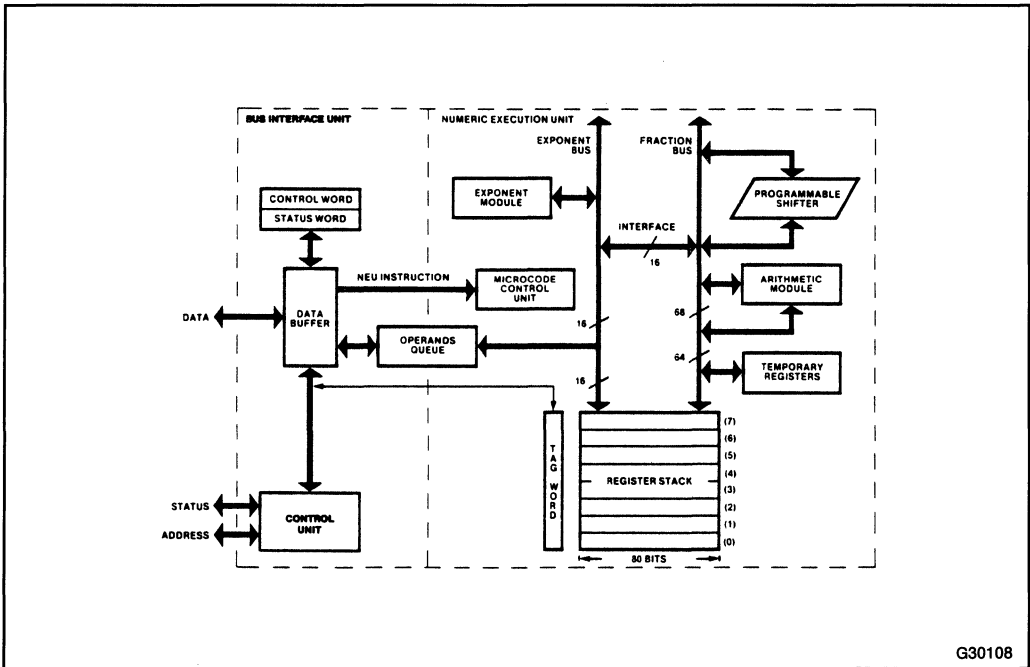 BUS INTERFACE UNIT
NUMERIC EXECUTION UNIT
EXPONENT
BUS
FRACTION
BUS
PROGRAMMABLE
SHIFTER
EXPONENT
MODULE
CONTROL WORD
STATUS WORD
INTERFACE
16
NEU INSTRUCTION
MICROCODE
CONTROL
UNIT
ARITHMETIC
MODULE
DATA
DATA
BUFFER
16
68
OPERANDS
QUEUE
64
TEMPORARY
REGISTERS
16
TAG WORD
(7)
(6)
(5)
(4)
REGISTER STACK
(3)
(2)
(1)
(0)
80 BITS
STATUS
ADDRESS
CONTROL
UNIT
G30108